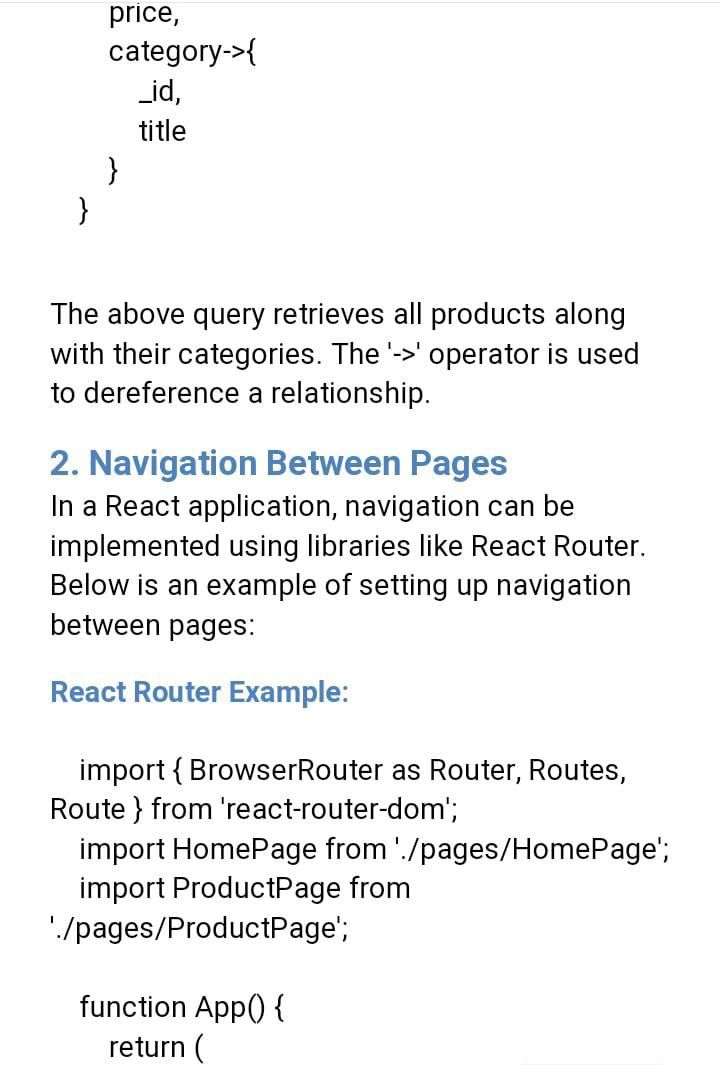 price,
category->{
_id,
title
}
}
The above query retrieves all products along
with their categories. The '->' operator is used
to dereference a relationship.
2. Navigation Between Pages
In a React application, navigation can be
implemented using libraries like React Router.
Below is an example of setting up navigation
between pages:
React Router Example:
import { BrowserRouter as Router, Routes,
Route } from 'react-router-dom';
import HomePage from './pages/HomePage';
import ProductPage from
'./pages/ProductPage';
function App() {
return (